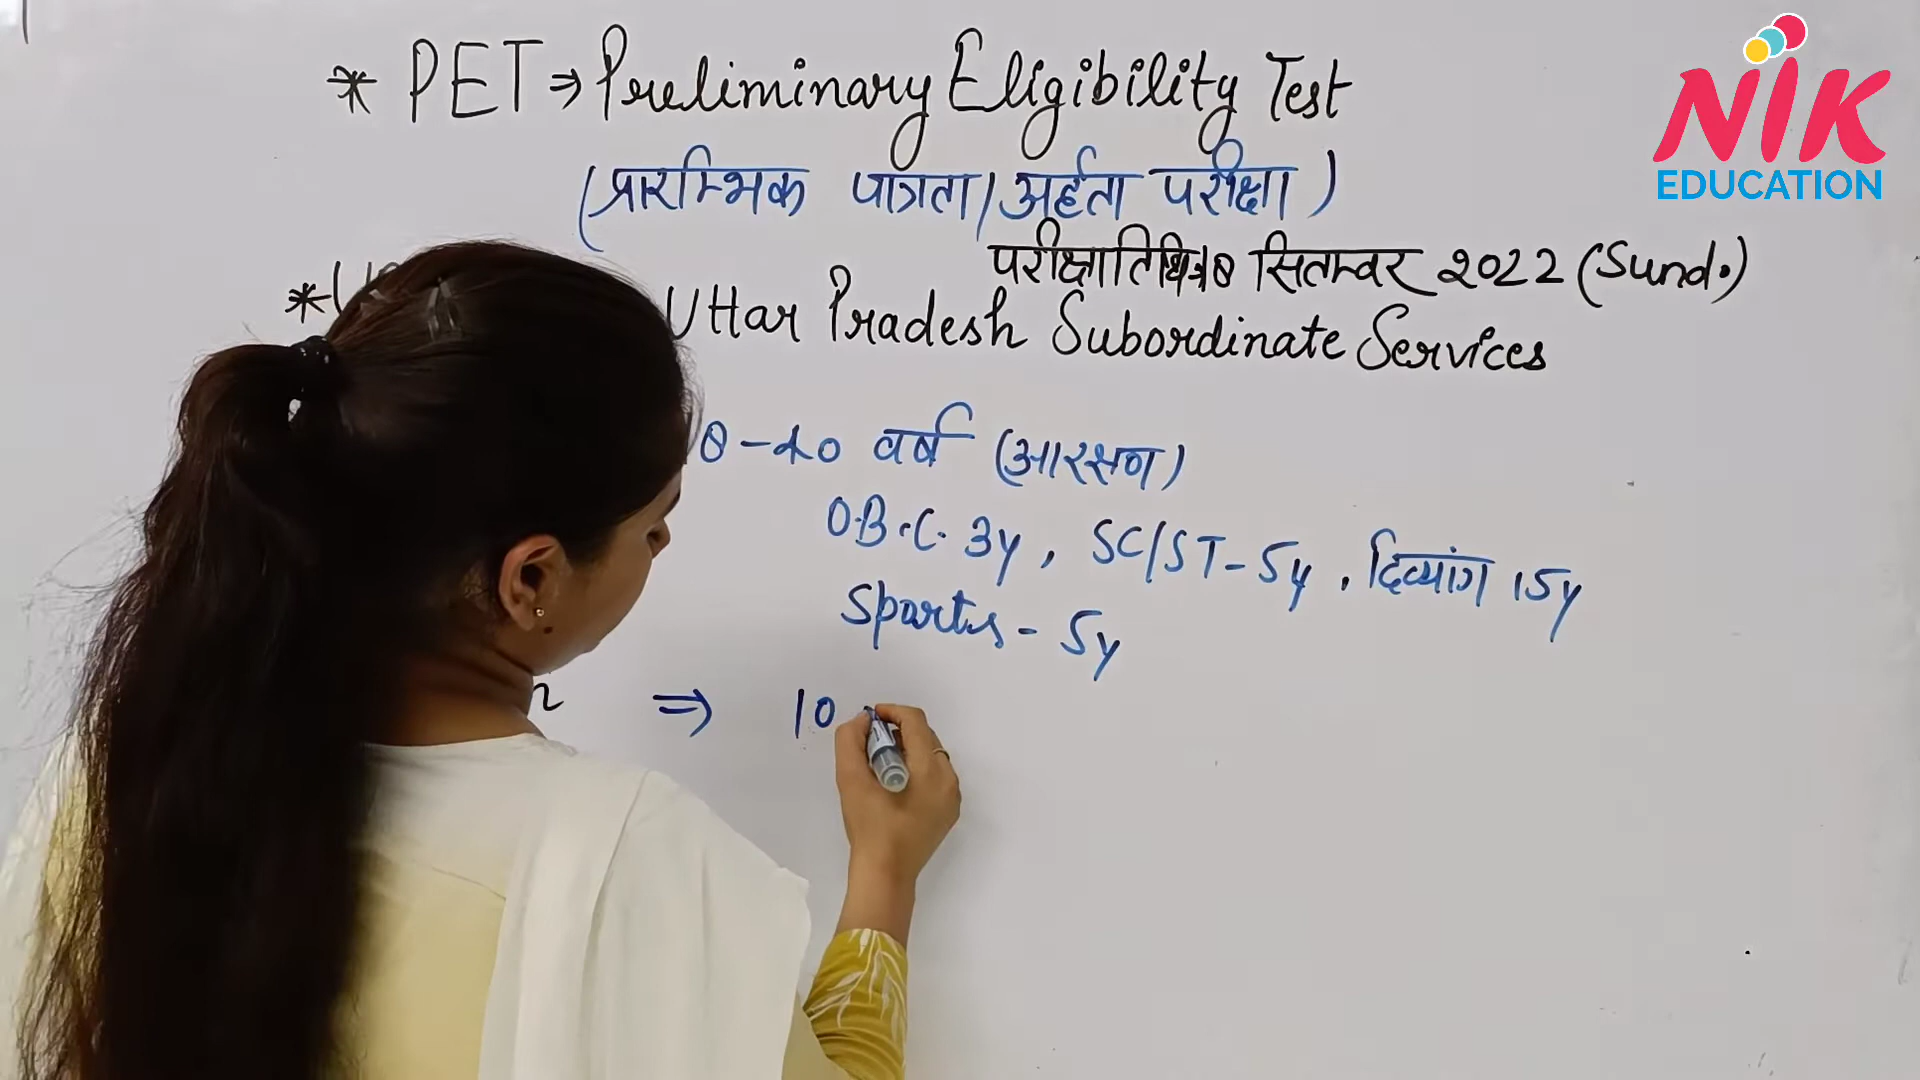 * PET ⇒ Preliminary Eligibility Test
(प्रारम्भिक पात्रता/अर्हता परीक्षा)
परीक्षा तिथि 18 सितम्बर 2022 (Sund.)
* Uttar Pradesh Subordinate Services
8-40 वर्ष (आरक्षण)
O.B.C. 3y, SC/ST-5y, दिव्यांग 15y
Sports - 5y
⇒ 10
NIK
EDUCATION